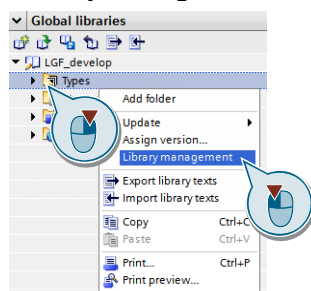 Global libraries
LGF_develop
Types
Add folder
Update
Assign version...
Library management
Export library texts
Import library texts
Copy Ctrl+C
Paste Ctrl+V
Print... Ctrl+P
Print preview...